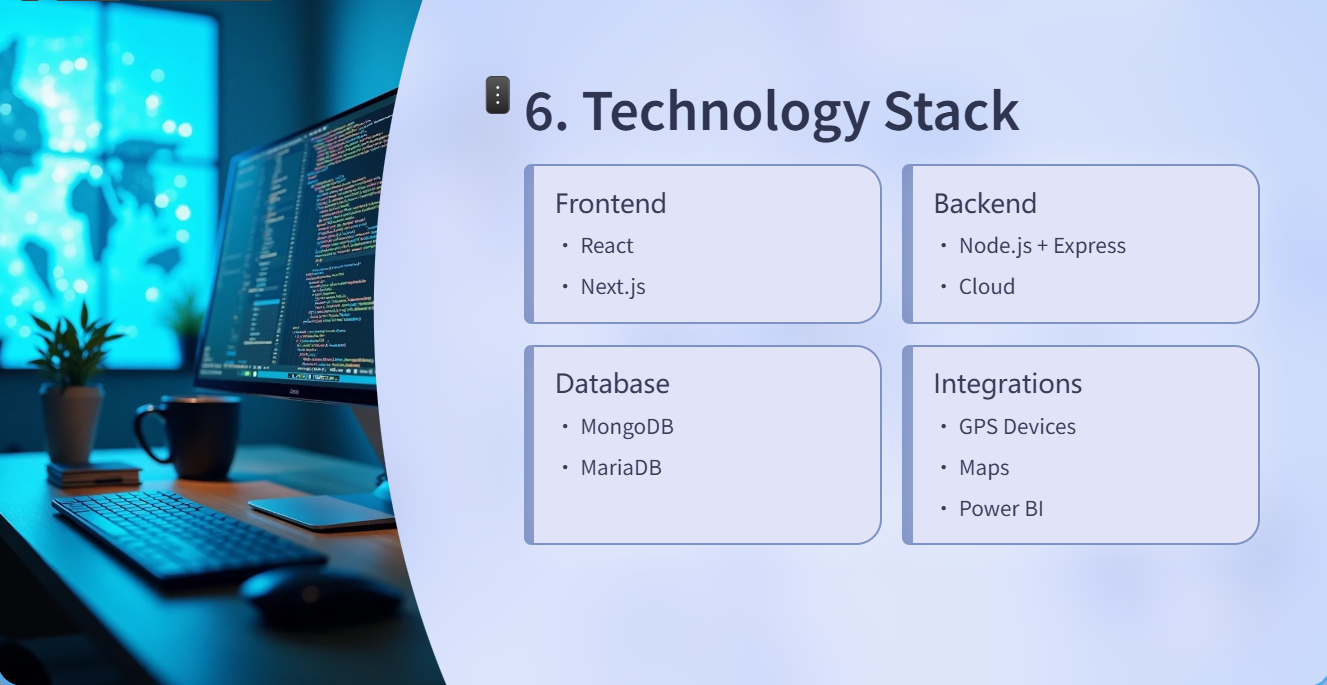 6. Technology Stack
Frontend
• React
• Next.js
Backend
• Node.js + Express
• Cloud
Database
• MongoDB
• MariaDB
Integrations
• GPS Devices
• Maps
• Power BI